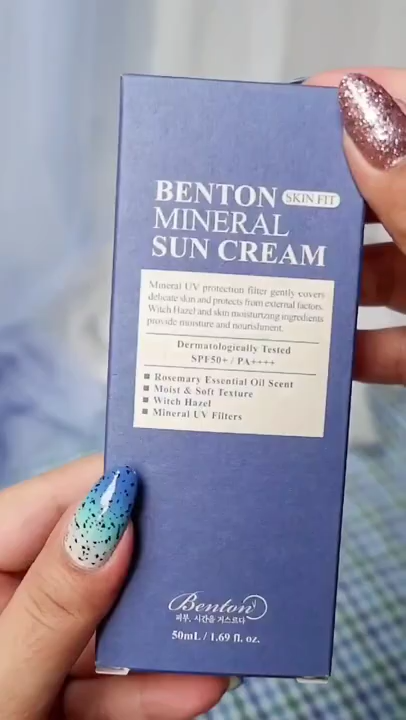 BENTON SKIN FIT
MINERAL
SUN CREAM
Mineral UV protection filter gently covers
delicate skin and protects from external factors.
Witch Hazel and skin moisturizing ingredients
provide moisture and nourishment.
Dermatologically Tested
SPF50+ / PA++++
■ Rosemary Essential Oil Scent
■ Moist & Soft Texture
■ Witch Hazel
■ Mineral UV Filters
Benton
피부, 시간을 거스르다
50mL / 1.69 fl. oz.